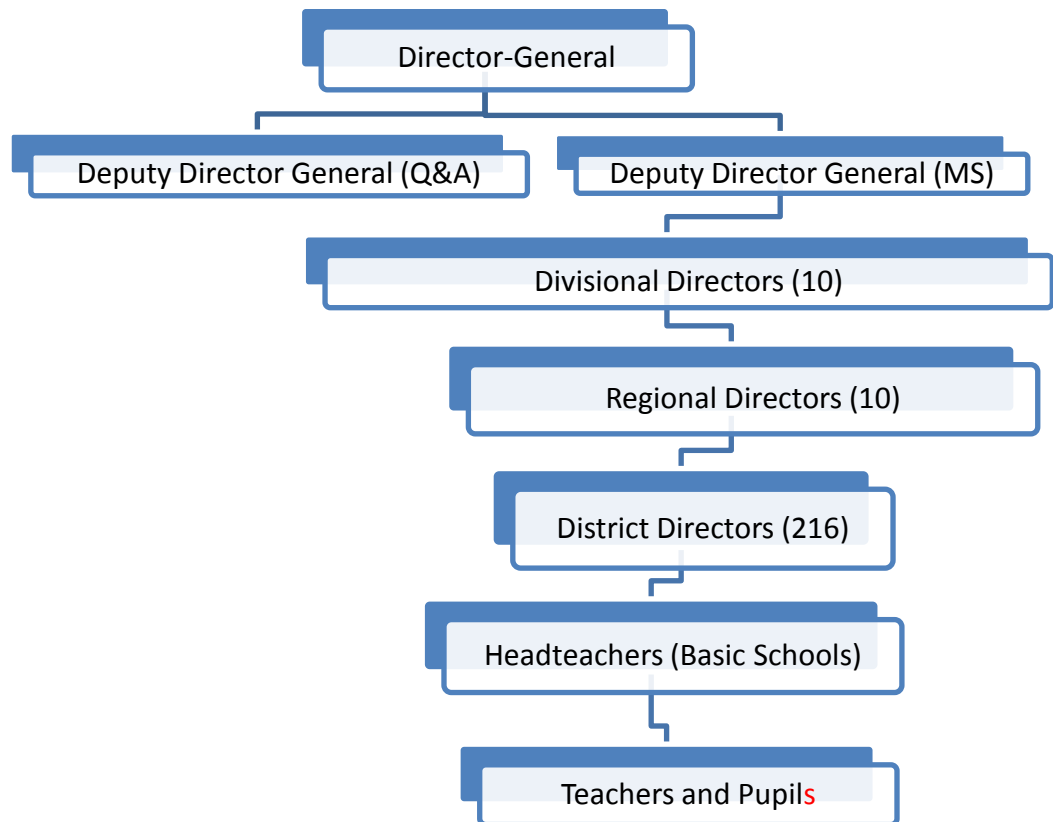 Director-General
Deputy Director General (Q&A)
Deputy Director General (MS)
Divisional Directors (10)
Regional Directors (10)
District Directors (216)
Headteachers (Basic Schools)
Teachers and Pupils